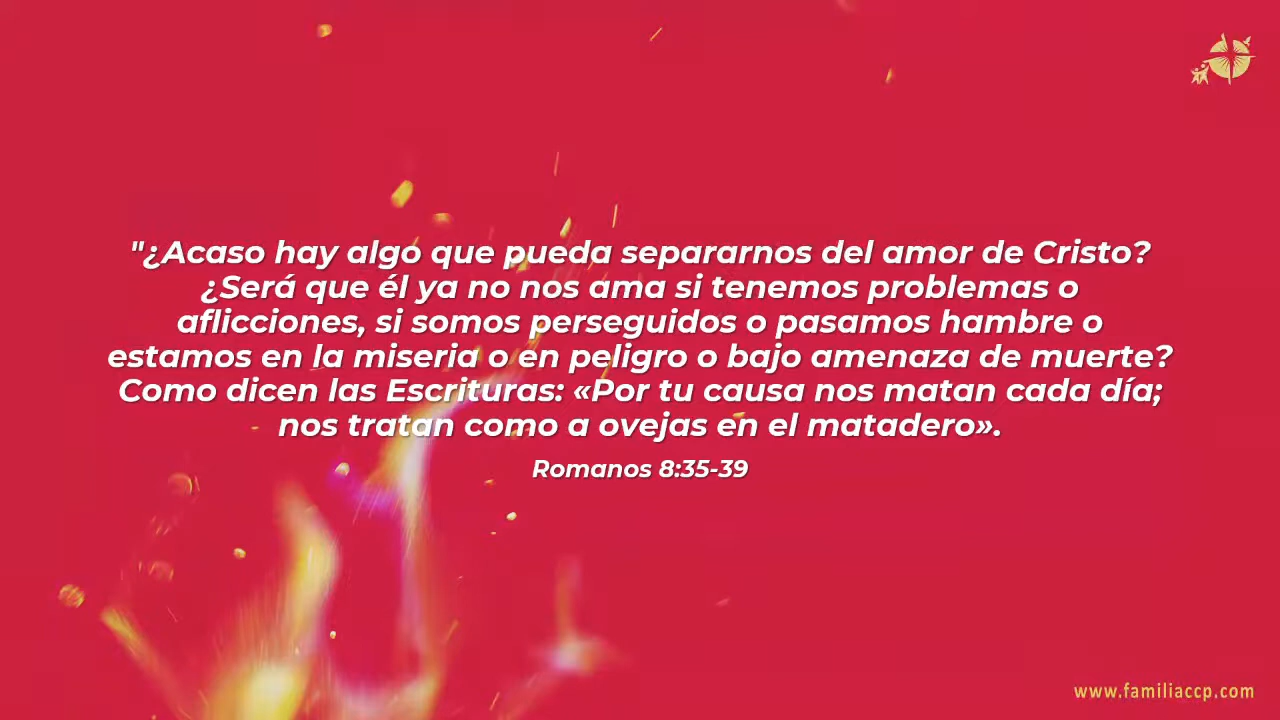 "¿Acaso hay algo que pueda separarnos del amor de Cristo?
¿Será que él ya no nos ama si tenemos problemas o
aflicciones, si somos perseguidos o pasamos hambre o
estamos en la miseria o en peligro o bajo amenaza de muerte?
Como dicen las Escrituras: «Por tu causa nos matan cada día;
nos tratan como a ovejas en el matadero».
Romanos 8:35-39
www.familiaccp.com